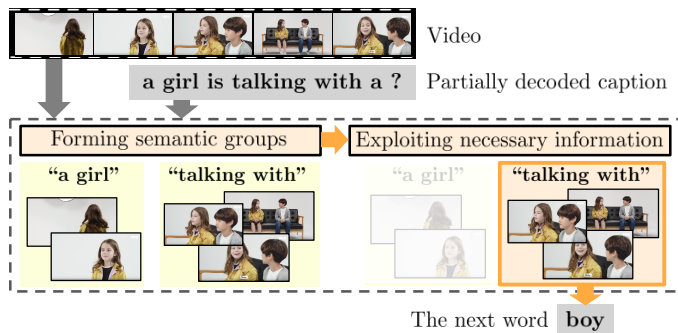 Video
a girl is talking with a ?
Partially decoded caption
Forming semantic groups
Exploiting necessary information
“a girl”
“talking with”
“a girl”
“talking with”
The next word boy